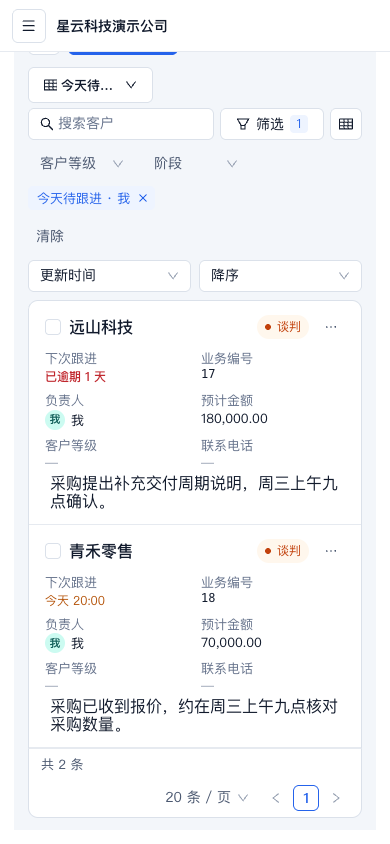 星云科技演示公司
今天待...
搜索客户
筛选 1
客户等级 阶段
今天待跟进 · 我 ×
清除
更新时间 降序
远山科技 谈判 ···
下次跟进 业务编号
已逾期 1 天 17
负责人 预计金额
我 我 180,000.00
客户等级 联系电话
— —
采购提出补充交付周期说明，周三上午九
点确认。
青禾零售 谈判 ···
下次跟进 业务编号
今天 20:00 18
负责人 预计金额
我 我 70,000.00
客户等级 联系电话
— —
采购已收到报价，约在周三上午九点核对
采购数量。
共 2 条
20 条 / 页 1